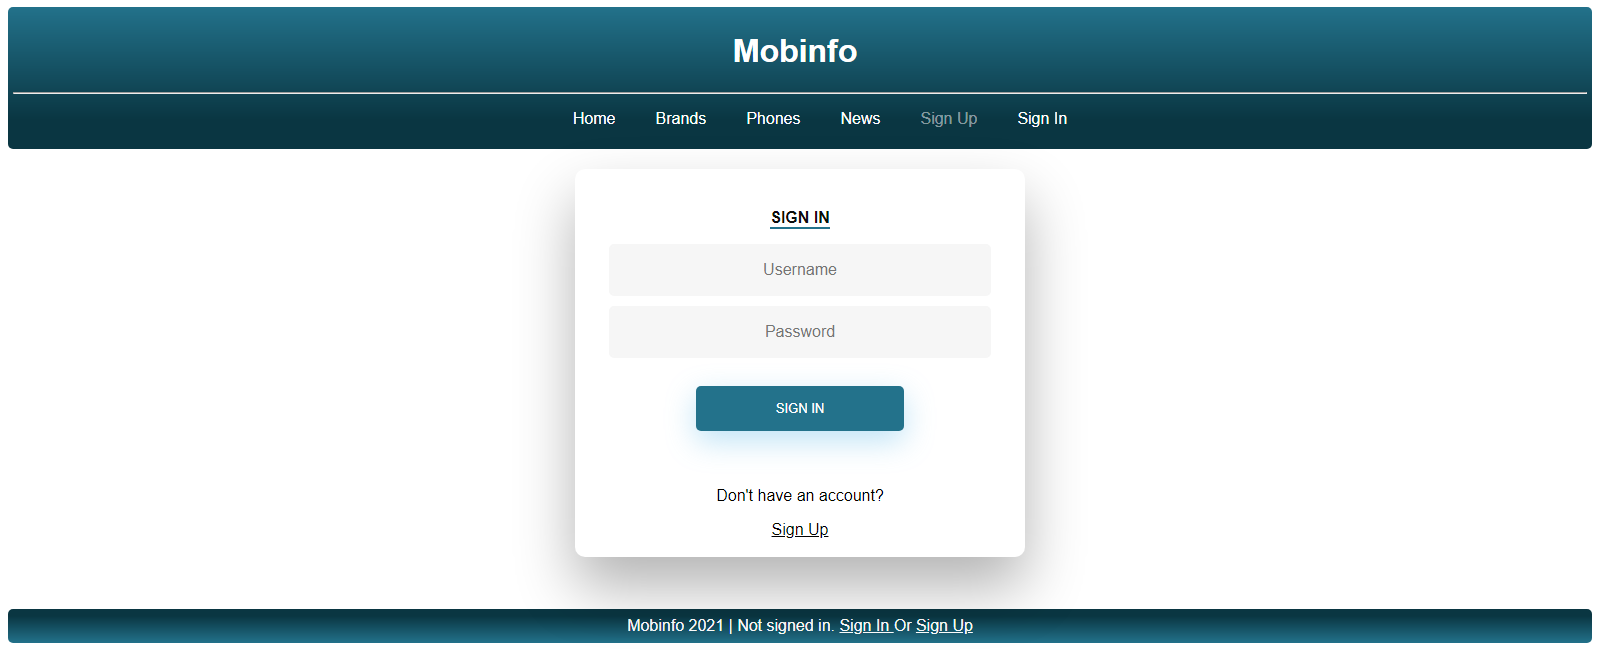 Mobinfo
Home Brands Phones News Sign Up Sign In
SIGN IN
Username
Password
SIGN IN
Don't have an account?
Sign Up
Mobinfo 2021 | Not signed in. Sign In Or Sign Up